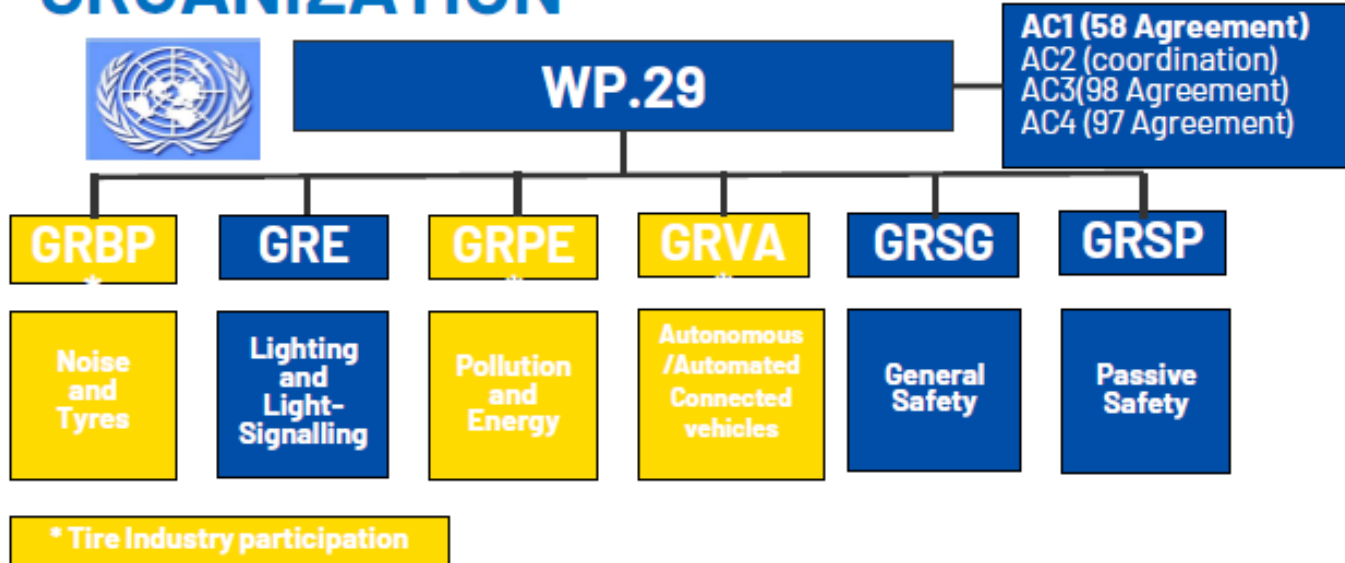 ORGANIZATION
WP.29
AC1 (58 Agreement)
AC2 (coordination)
AC3(98 Agreement)
AC4 (97 Agreement)
GRBP
*
GRE
GRPE
*
GRVA
*
GRSG
GRSP
Noise
and
Tyres
Lighting
and
Light-
Signalling
Pollution
and
Energy
Autonomous
/Automated
Connected
vehicles
General
Safety
Passive
Safety
* Tire Industry participation